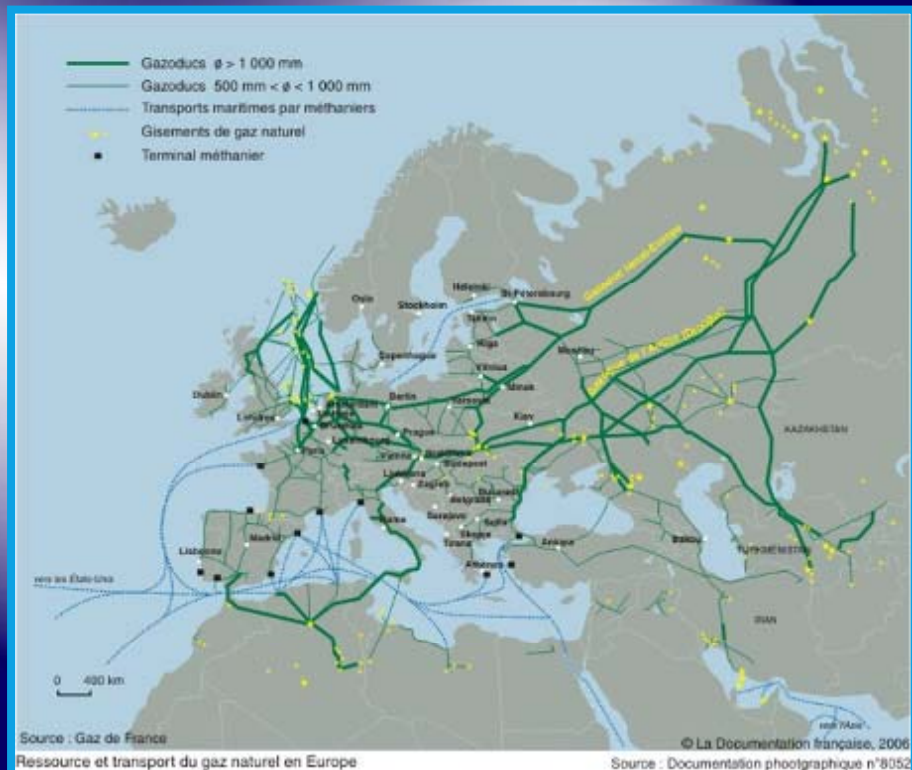 Gazoducs ø > 1 000 mm
Gazoducs 500 mm < ø < 1 000 mm
Transports maritimes par méthaniers
Gisements de gaz naturel
Terminal méthanier
Oslo
Stockholm
Helsinki
St-Pétersbourg
Tallinn
Riga
Moscou
Copenhague
Vilnius
Minsk
Dublin
Berlin
Varsovie
Londres
Kiev
Prague
Luxembourg
Paris
Vienne
Budapest
KAZAKHSTAN
Zagreb
Belgrade
Bucarest
Sarajevo
Sofia
Rome
Skopje
Tirana
Madrid
Lisbonne
Ankara
Bakou
TURKMENISTAN
Athènes
vers les État-Unis
IRAN
0 400 km
vers l'Asie
Source : Gaz de France
© La Documentation française, 2006
Ressource et transport du gaz naturel en Europe
Source : Documentation phootgraphique n°8052